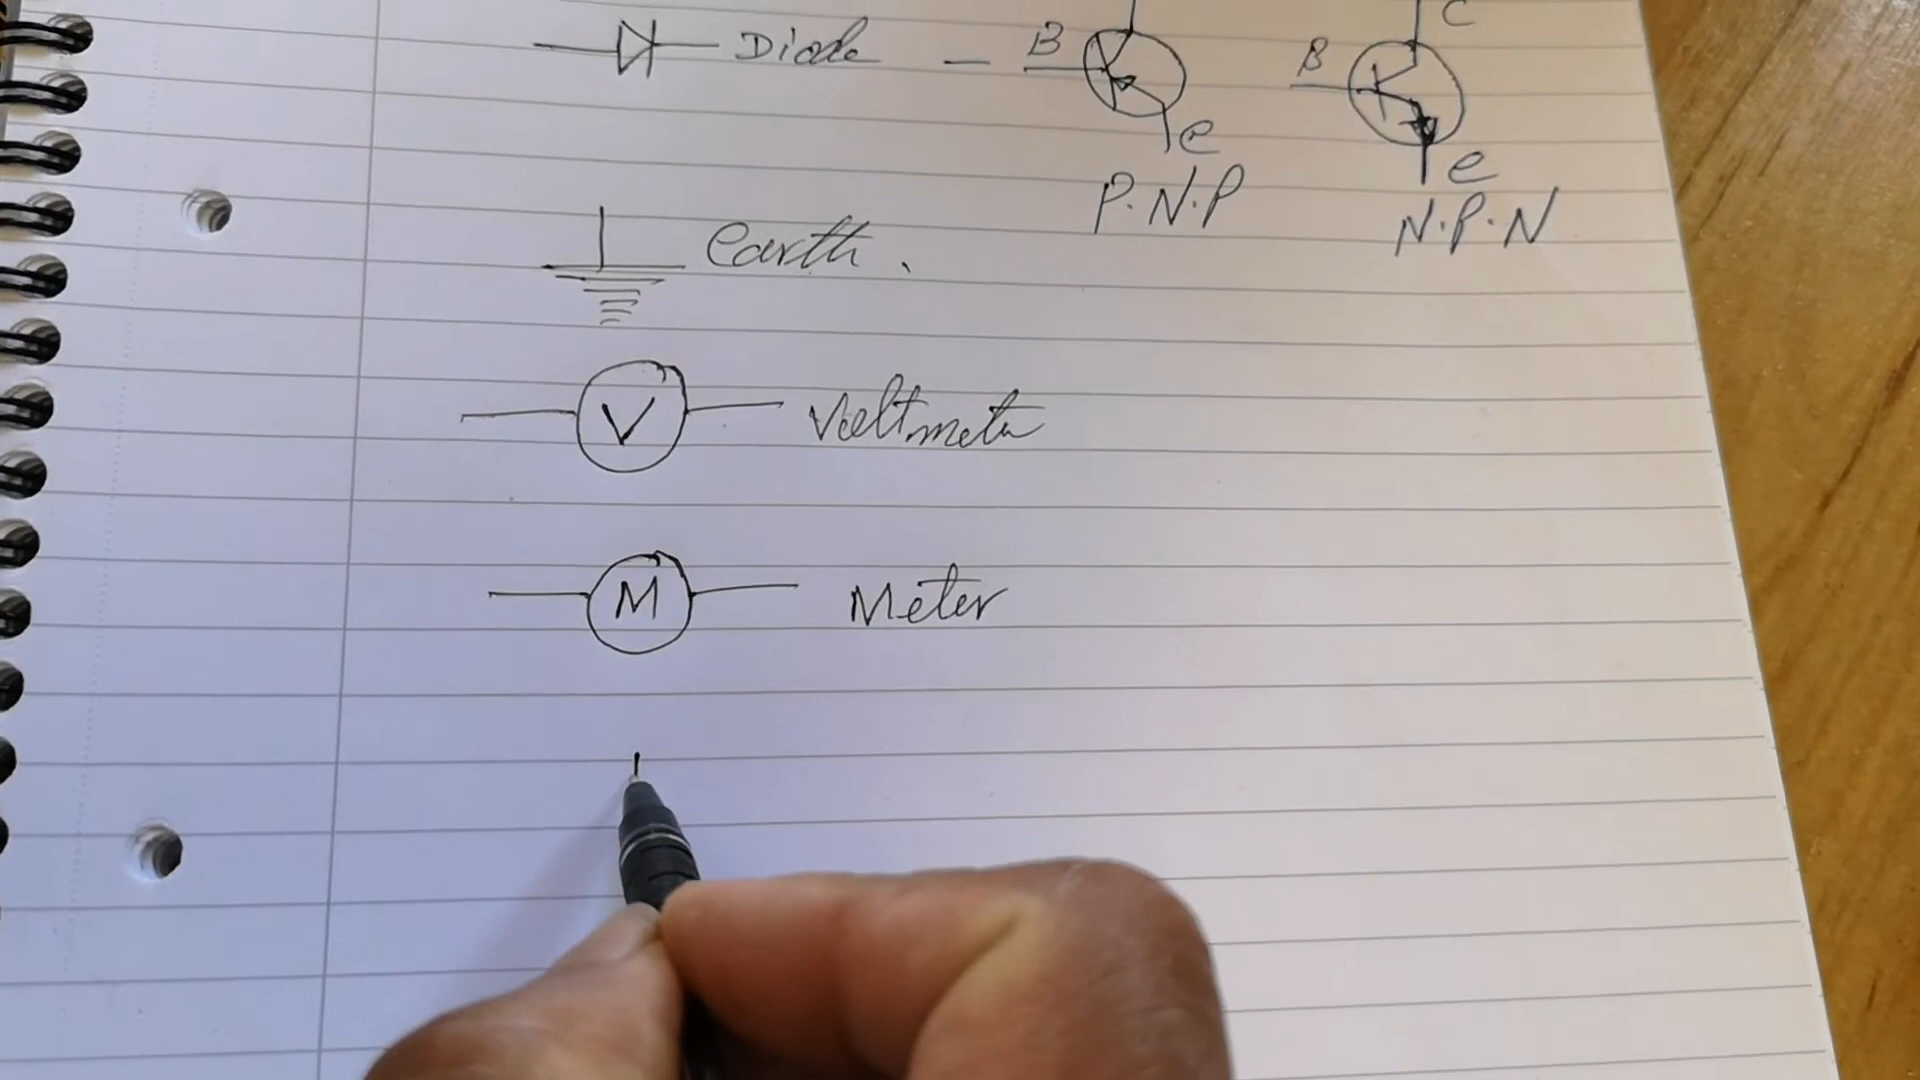 C
Diode B B
e e
P.N.P N.P.N
earth.
V Voltmeter
M Meter